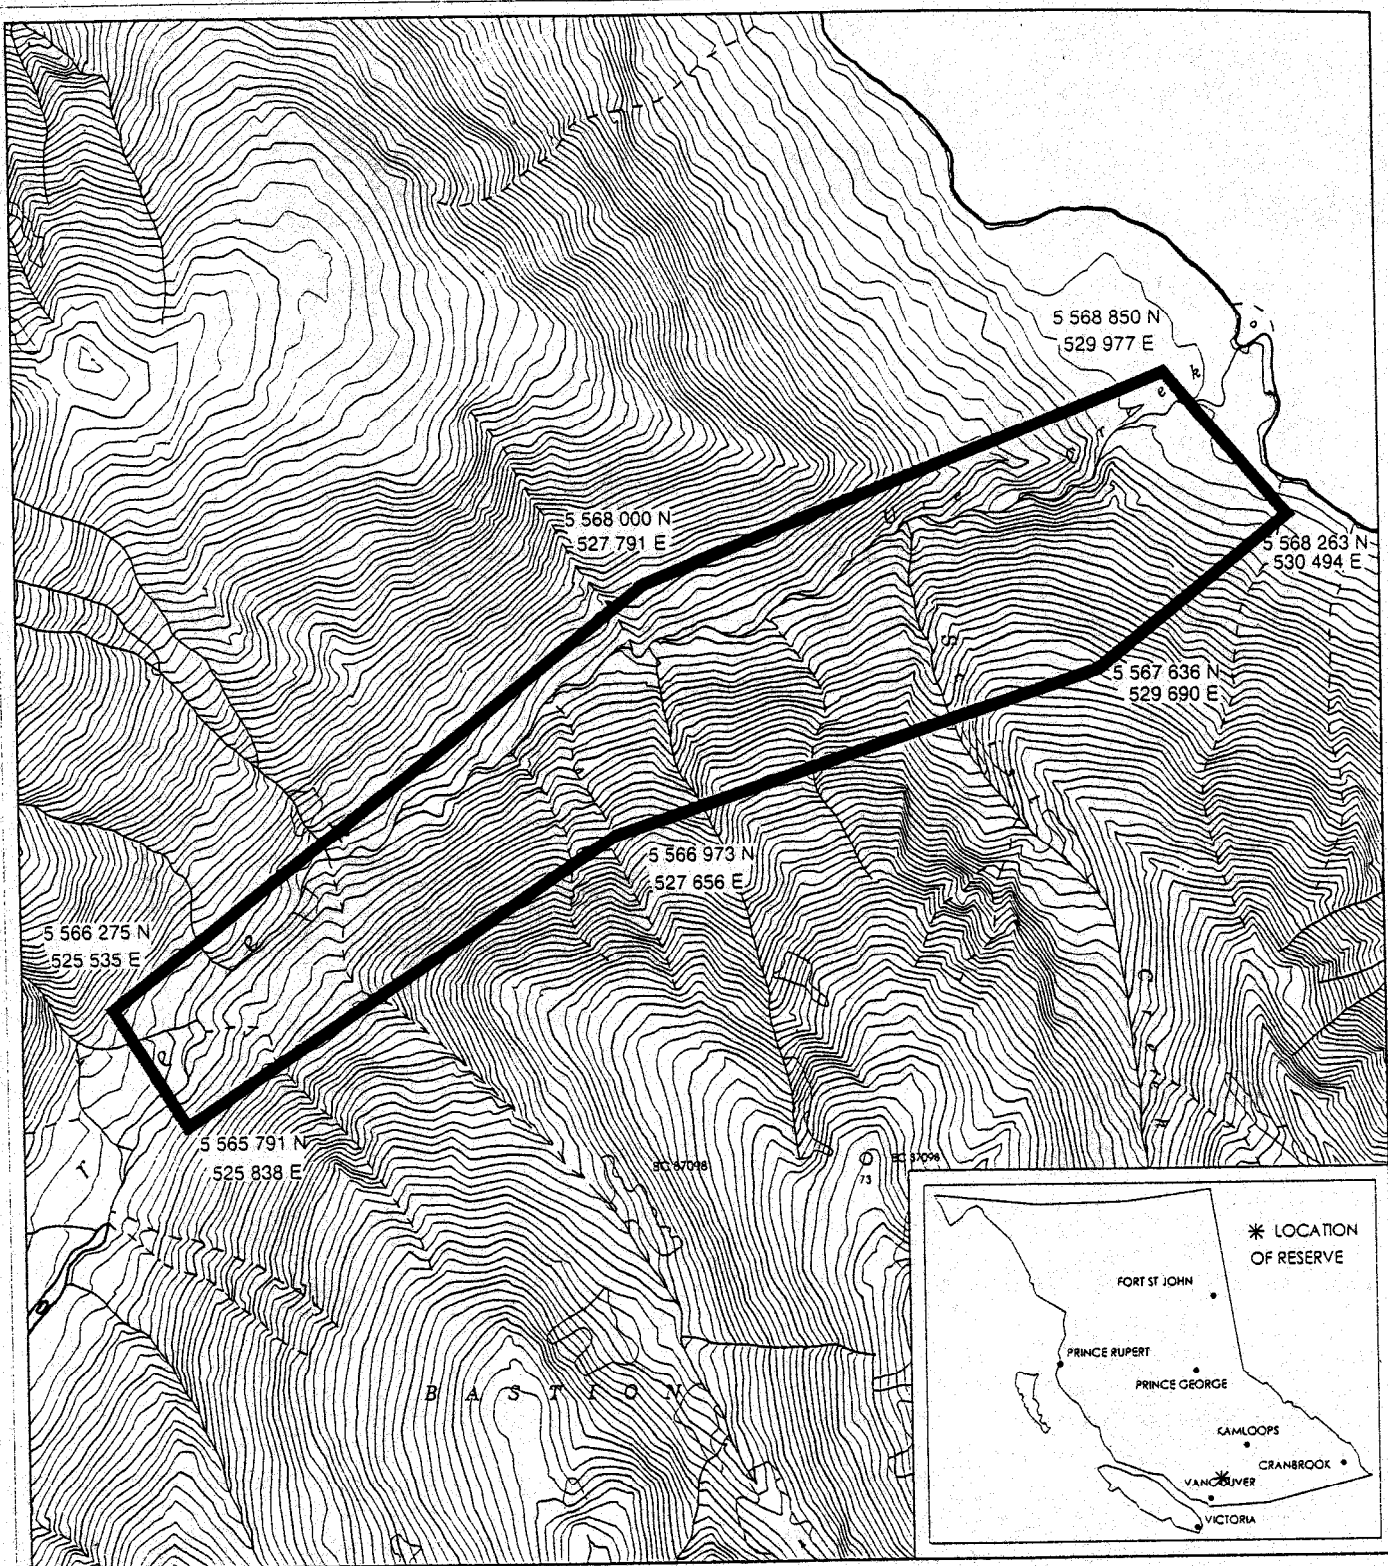 5 568 850 N
529 977 E
5 568 000 N
527 791 E
5 568 263 N
530 494 E
5 567 636 N
529 690 E
5 566 973 N
527 656 E
5 566 275 N
525 535 E
5 565 791 N
525 838 E
73
BASTION
LOCATION
OF RESERVE
FORT ST JOHN
PRINCE RUPERT
PRINCE GEORGE
KAMLOOPS
CRANBROOK
VANCOUVER
VICTORIA